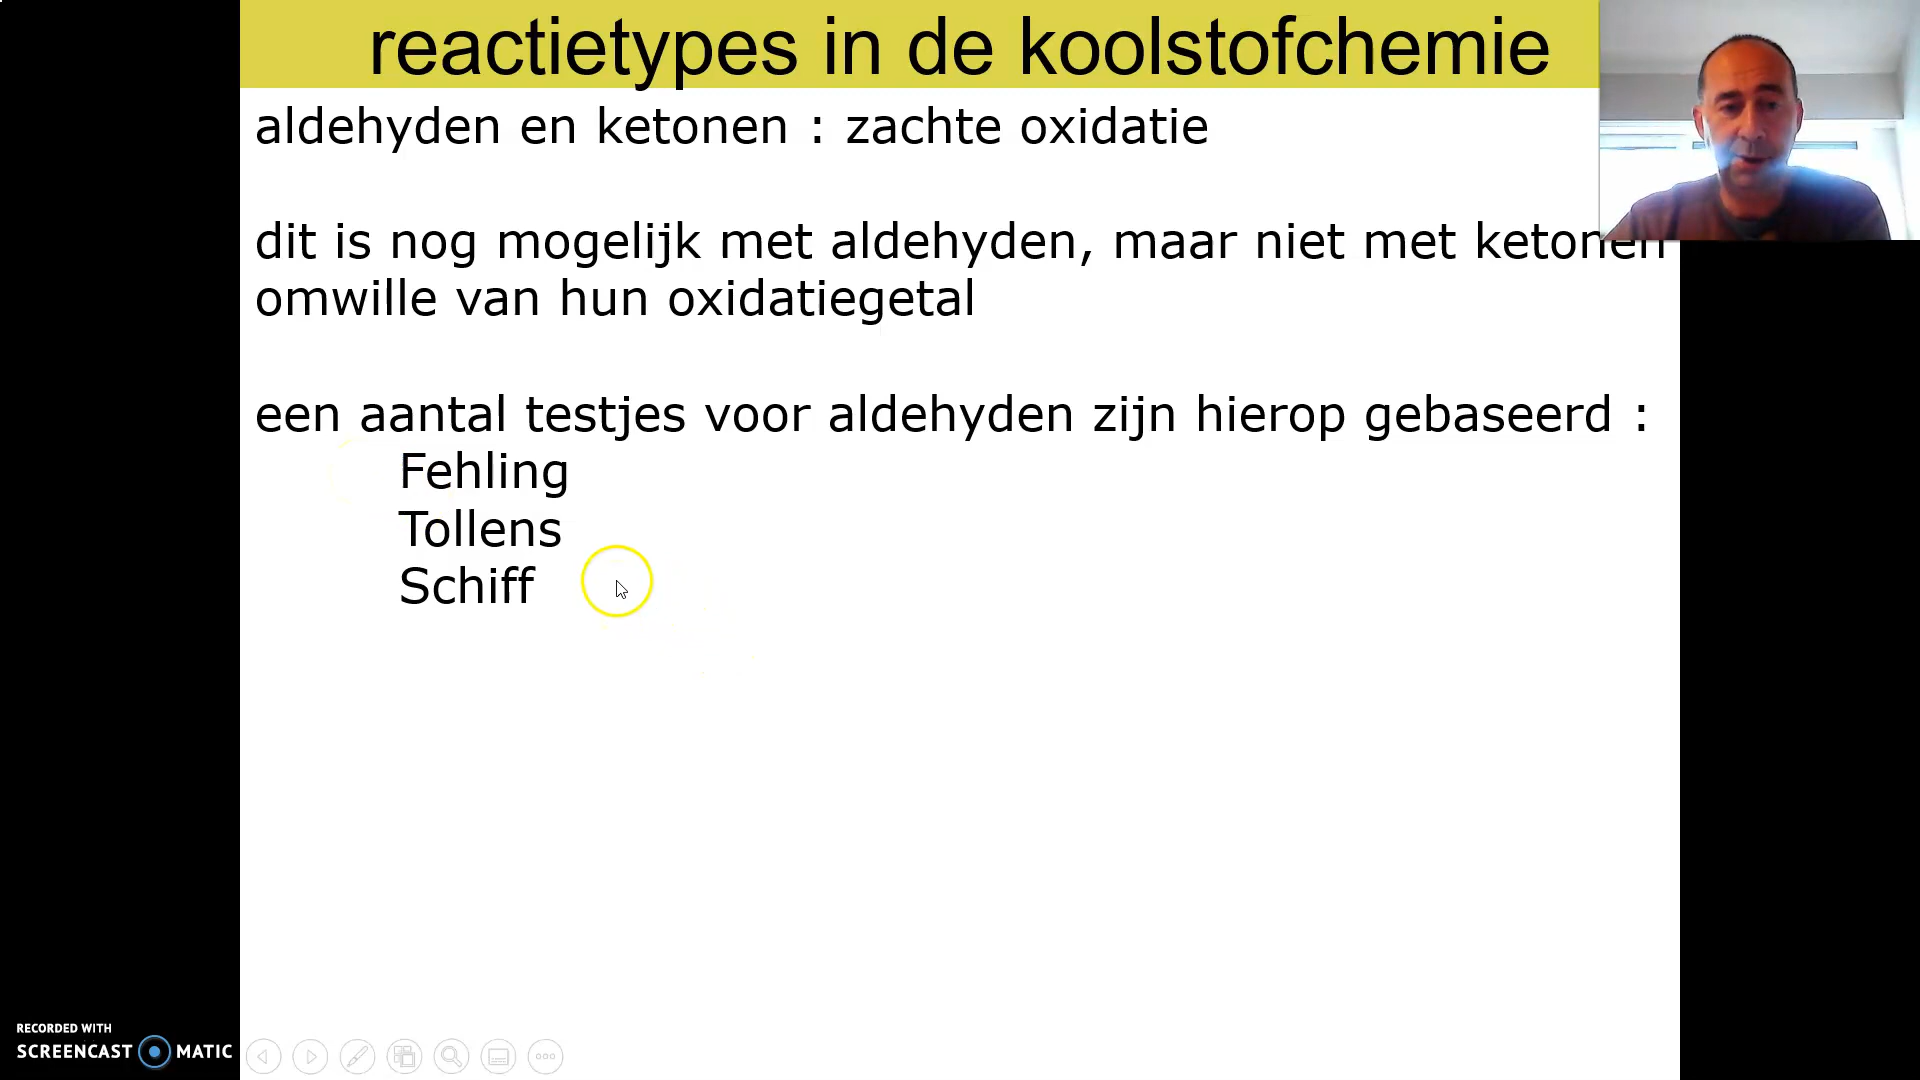 reactietypes in de koolstofchemie
aldehyden en ketonen : zachte oxidatie
dit is nog mogelijk met aldehyden, maar niet met ketonen
omwille van hun oxidatiegetal
een aantal testjes voor aldehyden zijn hierop gebaseerd :
Fehling
Tollens
Schiff
RECORDED WITH
SCREENCAST MATIC